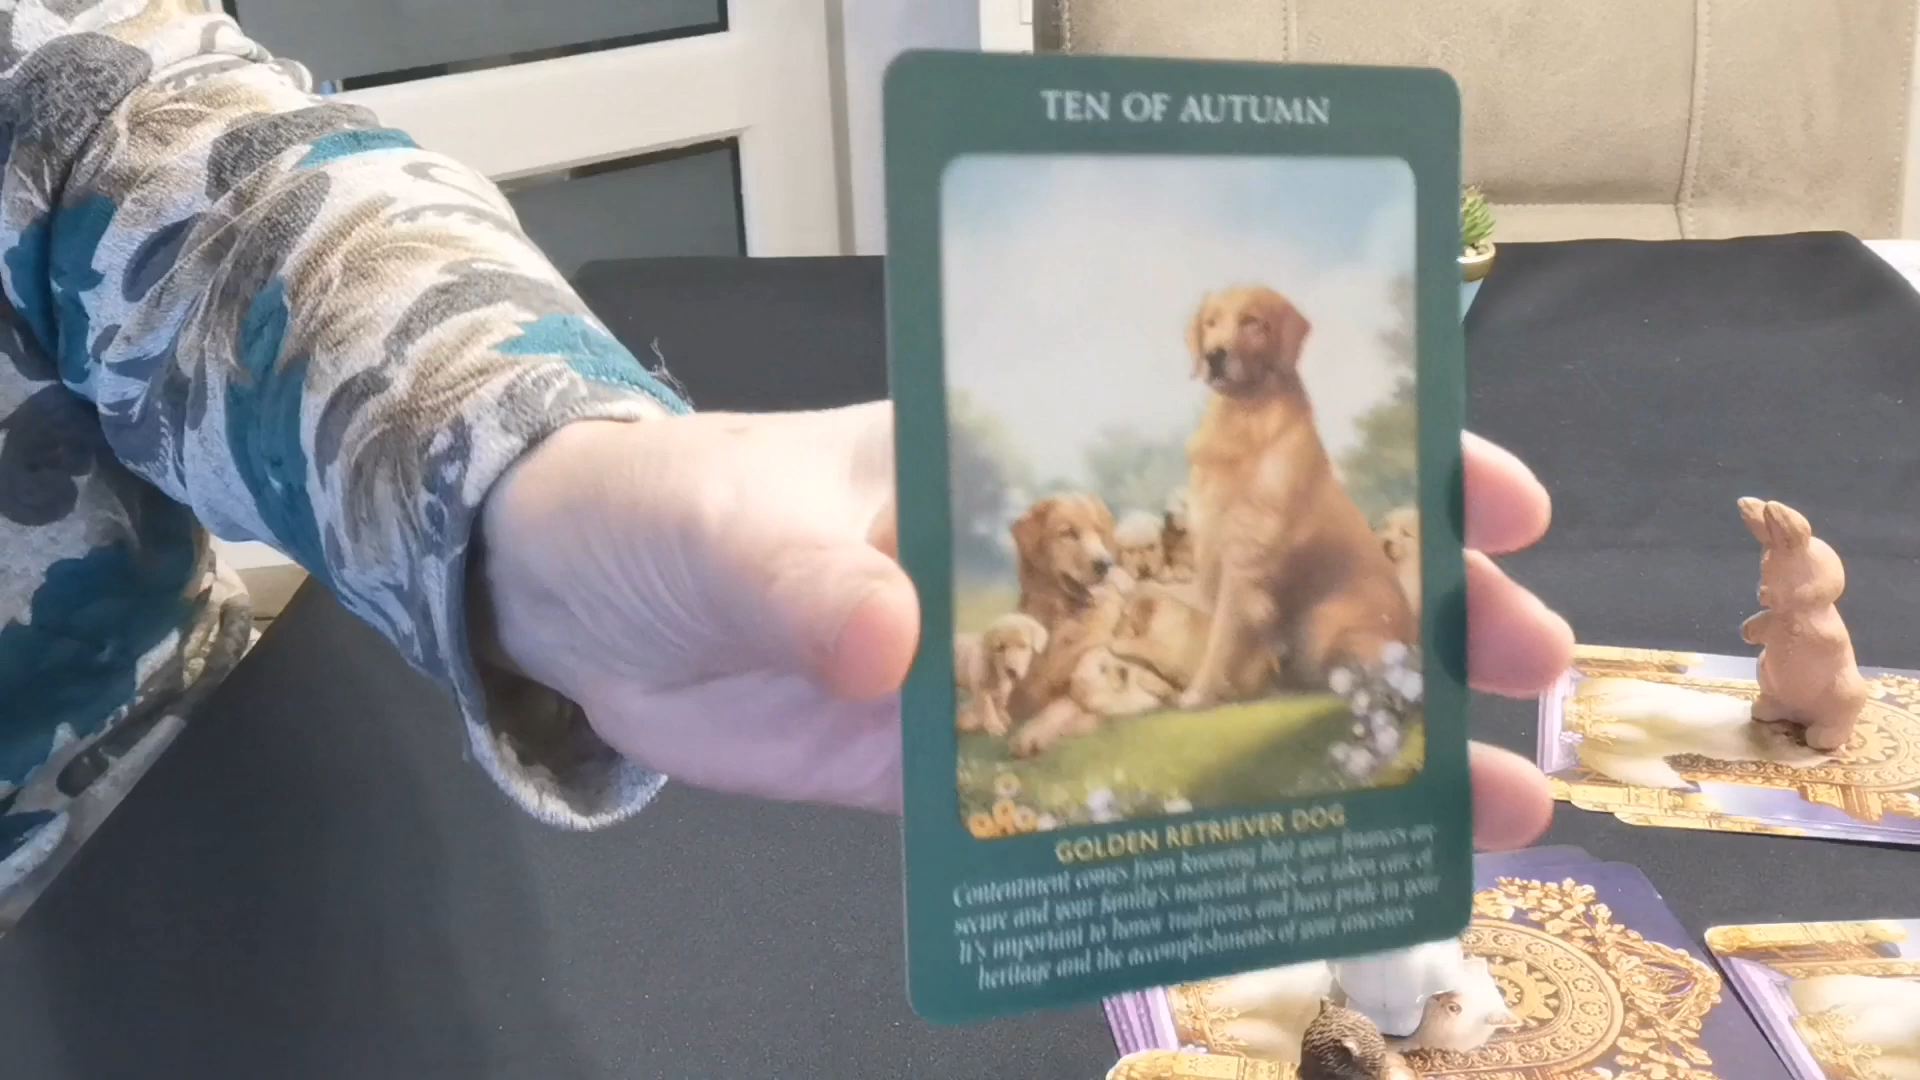 TEN OF AUTUMN
GOLDEN RETRIEVER DOG
Contentment comes from knowing that your finances are
secure and your family's material needs are taken care of.
It's important to honor traditions and have pride in your
heritage and the accomplishments of your ancestors.